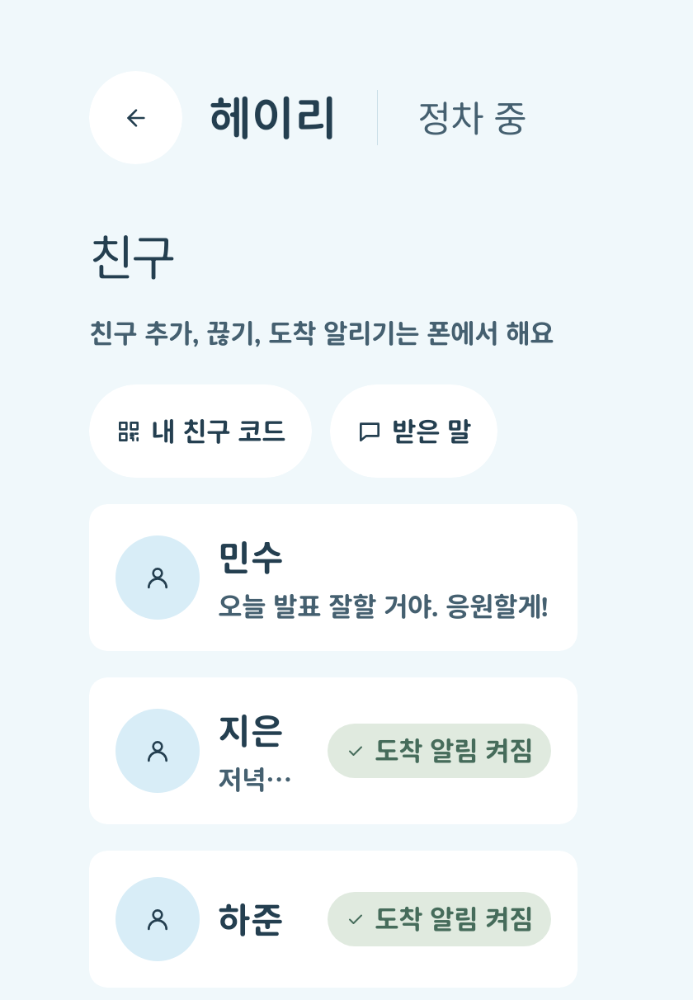 헤이리
정차 중
친구
친구 추가, 끊기, 도착 알리기는 폰에서 해요
내 친구 코드
받은 말
민수
오늘 발표 잘할 거야. 응원할게!
지은
저녁…
도착 알림 켜짐
하준
도착 알림 켜짐